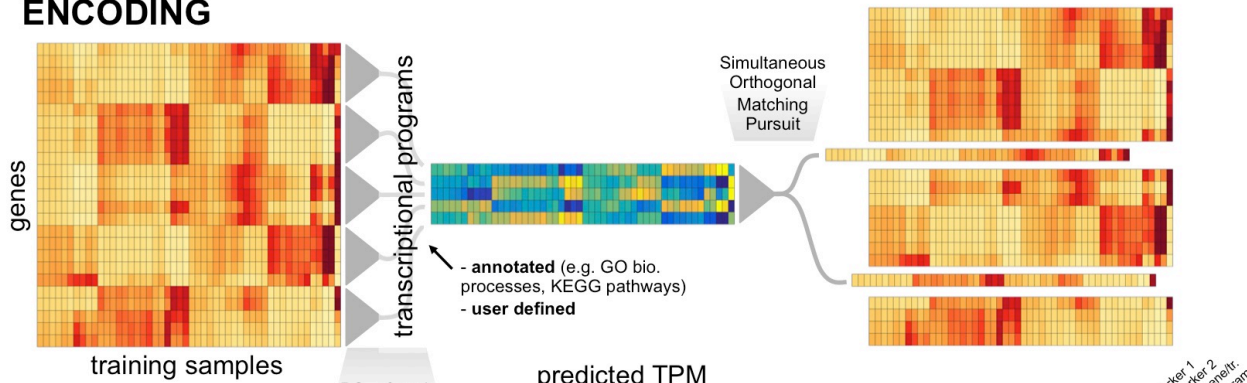 ENCODING
genes
training samples
transcriptional programs
- annotated (e.g. GO bio.
processes, KEGG pathways)
- user defined
Simultaneous
Orthogonal
Matching
Pursuit
predicted TPM